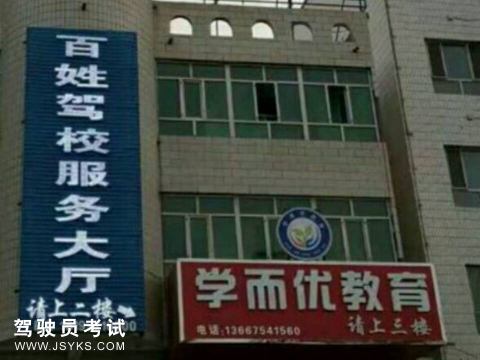 百姓驾校服务大厅
请上二楼
学而优教育
电话:13667541560
请上三楼
驾驶员考试
www.JSYKS.com